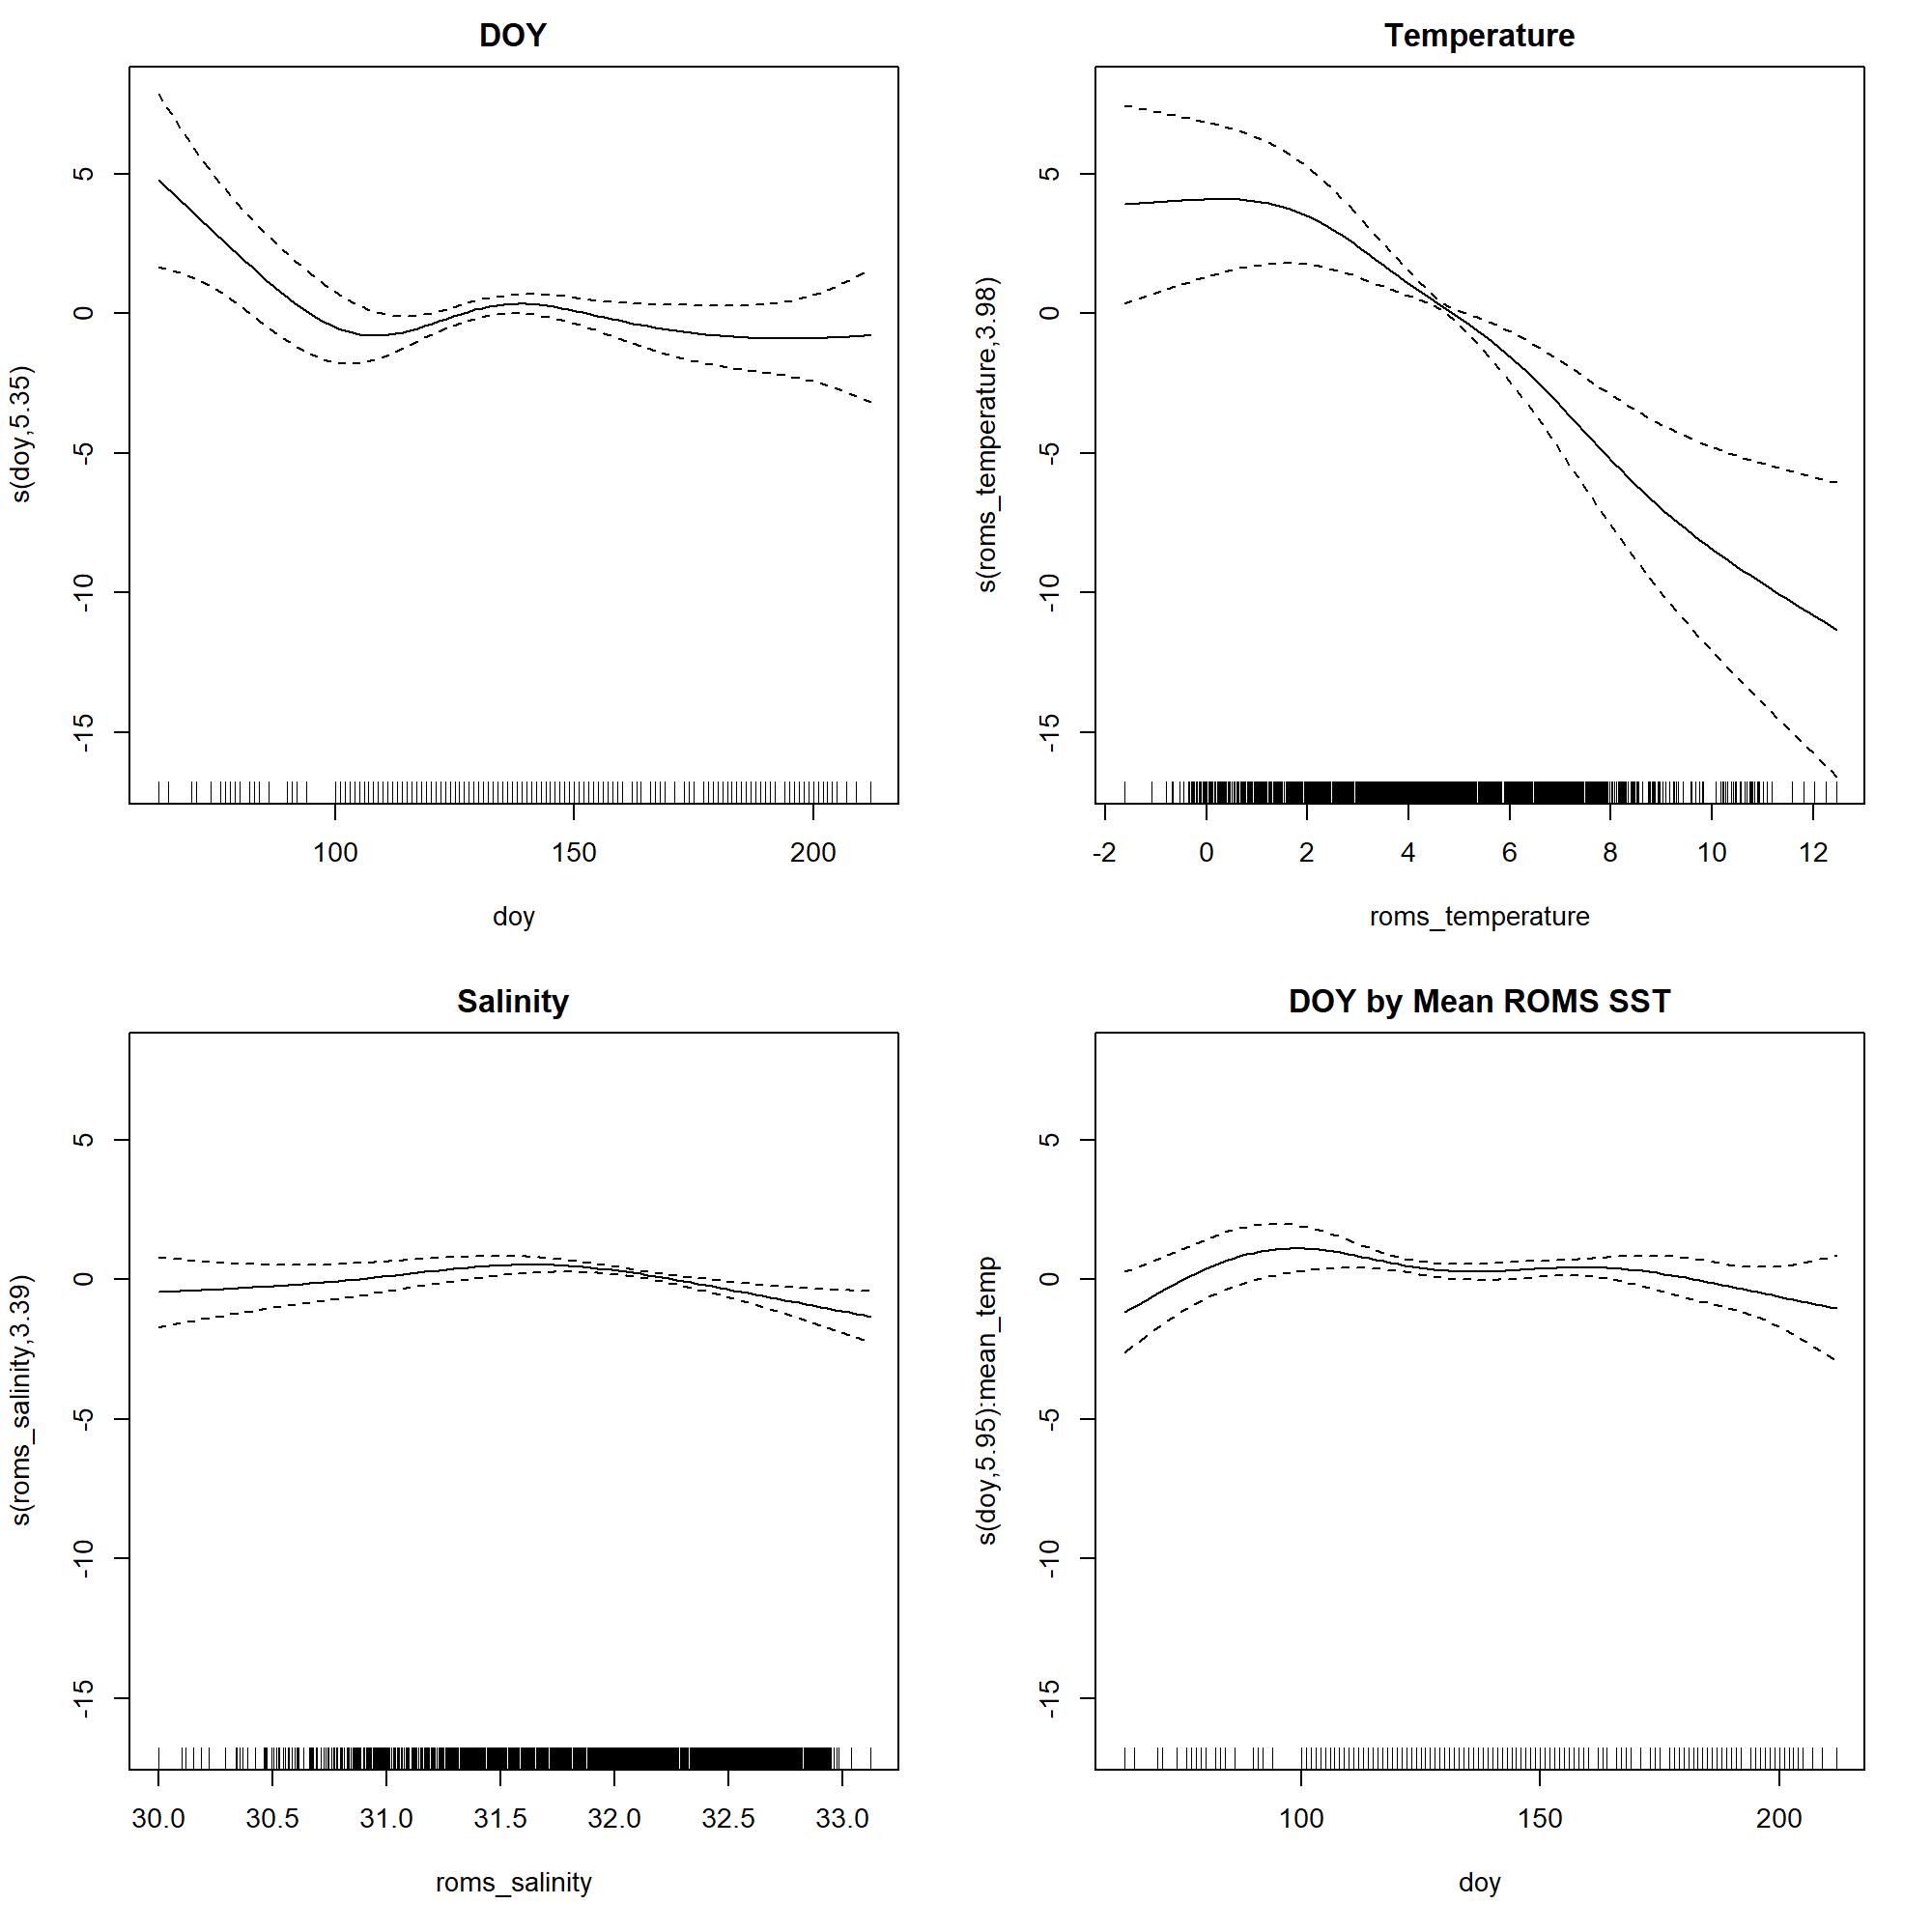 DOY
s(doy,5.35)
5
0
-5
-10
-15
100 150 200
doy
Temperature
s(roms_temperature,3.98)
5
0
-5
-10
-15
-2 0 2 4 6 8 10 12
roms_temperature
Salinity
s(roms_salinity,3.39)
5
0
-5
-10
-15
30.0 30.5 31.0 31.5 32.0 32.5 33.0
roms_salinity
DOY by Mean ROMS SST
s(doy,5.95):mean_temp
5
0
-5
-10
-15
100 150 200
doy